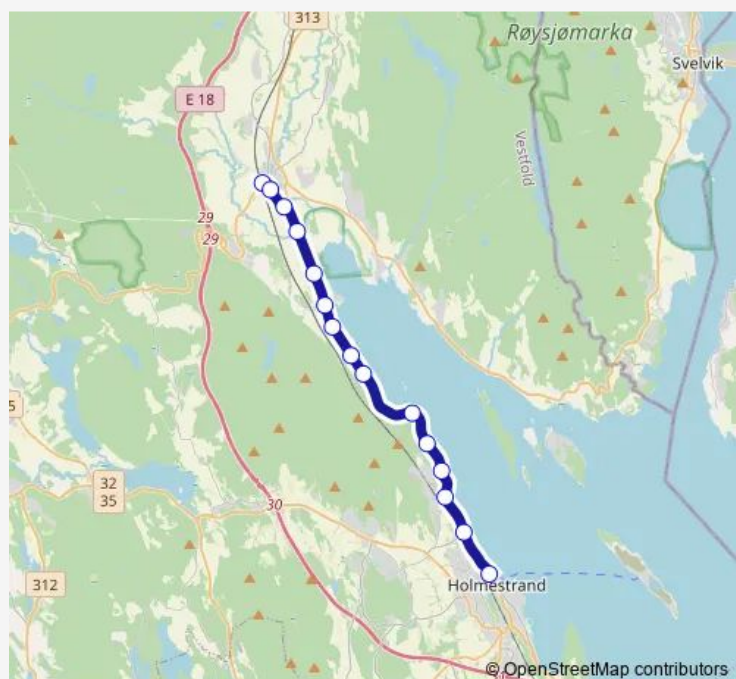 313
Røysjømarka
Svelvik
E 18
Vestfold
29
29
5
32
35
30
312
Holmestrand
© OpenStreetMap contributors